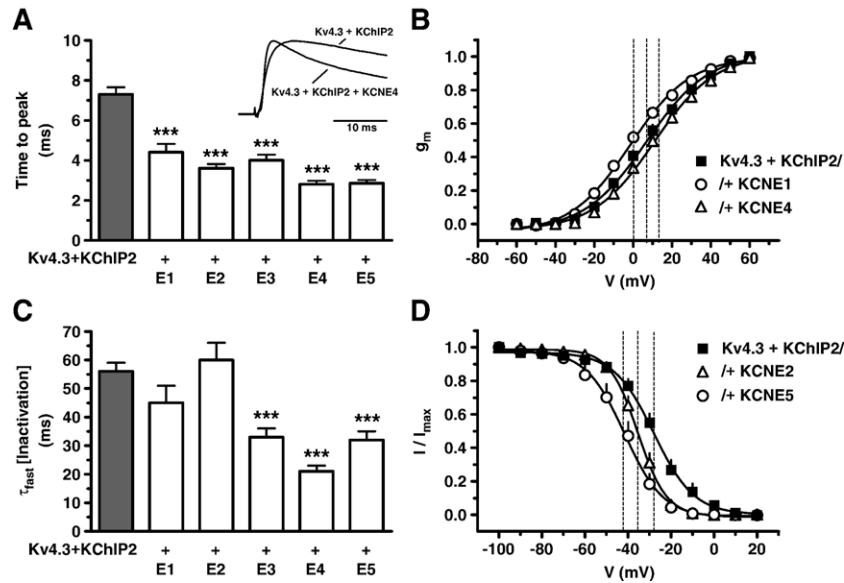 A
Time to peak
(ms)
10
8
6
4
2
0
***
***
***
***
***
Kv4.3 + KChIP2
Kv4.3 + KChIP2 + KCNE4
10 ms
Kv4.3+KChIP2
+ + + + +
E1 E2 E3 E4 E5
B
gm
1.0
0.8
0.6
0.4
0.2
0.0
Kv4.3 + KChIP2/
/+ KCNE1
/+ KCNE4
-80 -60 -40 -20 0 20 40 60
V (mV)
C
τfast [Inactivation]
(ms)
70
60
50
40
30
20
10
0
***
***
***
Kv4.3+KChIP2
+ + + + +
E1 E2 E3 E4 E5
D
I / Imax
1.0
0.8
0.6
0.4
0.2
0.0
Kv4.3 + KChIP2/
/+ KCNE2
/+ KCNE5
-100 -80 -60 -40 -20 0 20
V (mV)